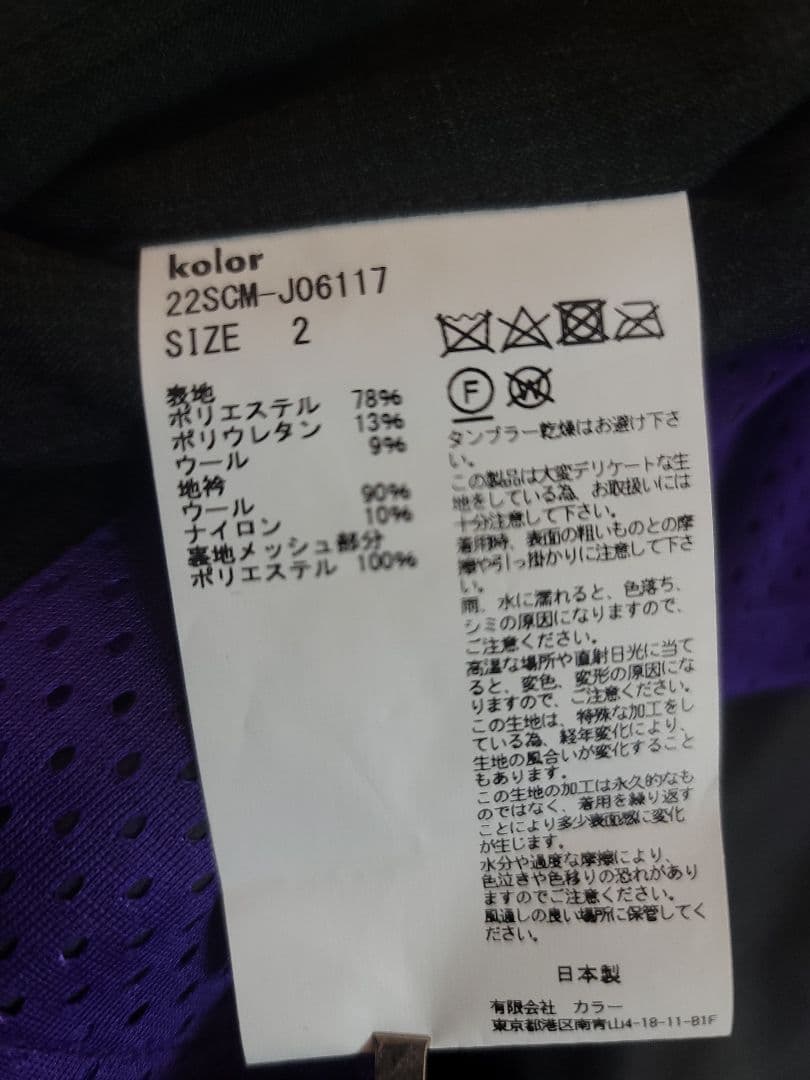 kolor
22SCM-J06117
SIZE 2
表地
ポリエステル 78%
ポリウレタン 13%
ウール 9%
地衿
ウール 90%
ナイロン 10%
裏地メッシュ部分
ポリエステル 100%
F W
タンブラー乾燥はお避け下さ
い。
この製品は大変デリケートな生
地をしている為、お取扱いには
十分注意して下さい。
着用時、表面の粗いものとの摩
擦や引っ掛かりに注意して下さ
い。
雨、水に濡れると、色落ち、
シミの原因になりますので、
ご注意ください。
高温な場所や直射日光に当て
ると、変色、変形の原因にな
りますので、ご注意ください。
この生地は、特殊な加工をし
ている為、経年変化により、
生地の風合いが変化すること
もあります。
この生地の加工は永久的なも
のではなく、着用を繰り返す
ことにより多少表面感に変化
が生じます。
水分や過度な摩擦により、
色泣きや色移りの恐れがあり
ますのでご注意ください。
風通しの良い場所に保管してく
ださい。
日本製
有限会社 カラー
東京都港区南青山4-18-11-B1F